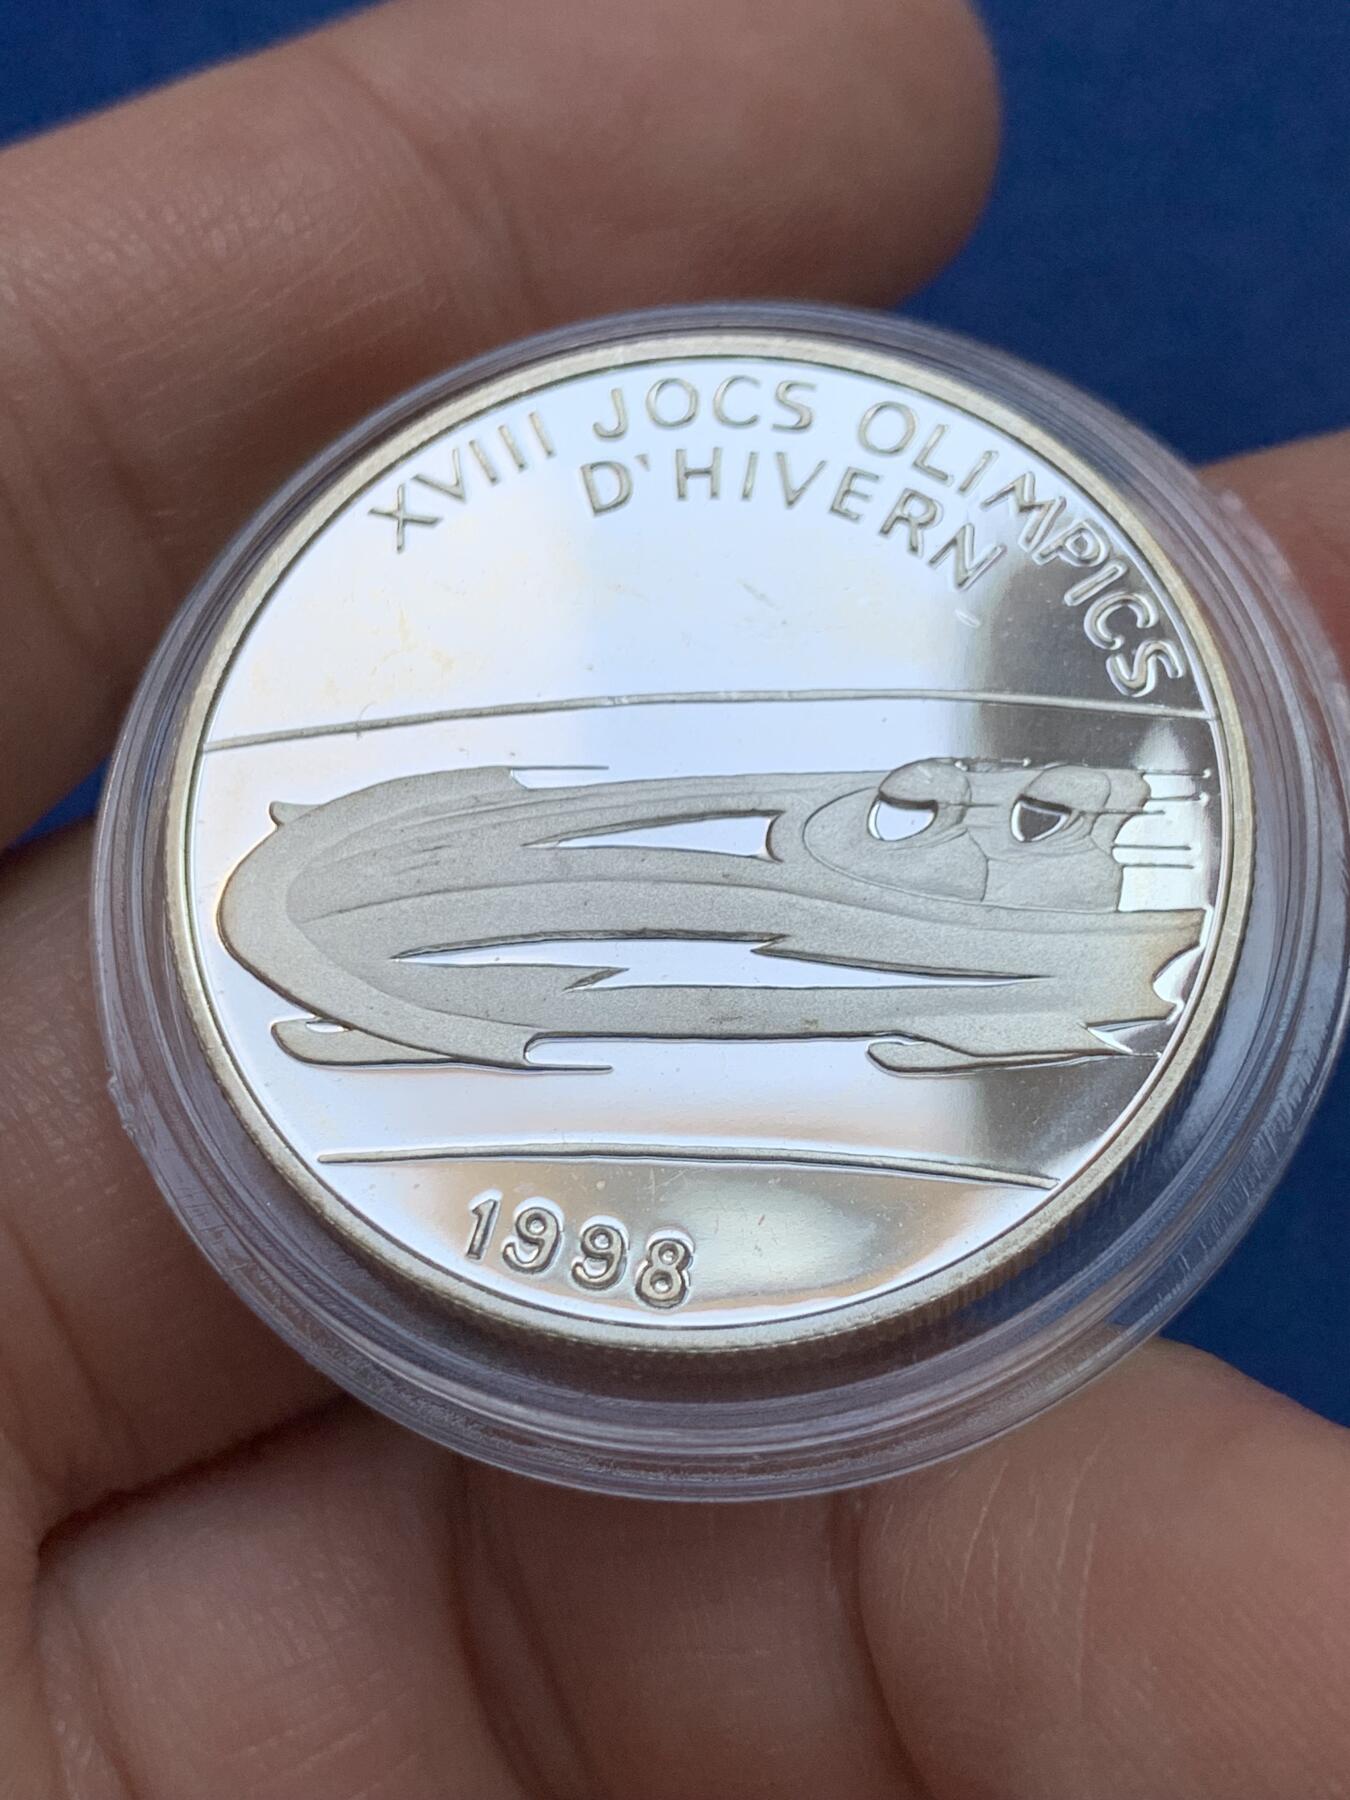 XVIII JOCS OLIMPICS
D'HIVERN
1998